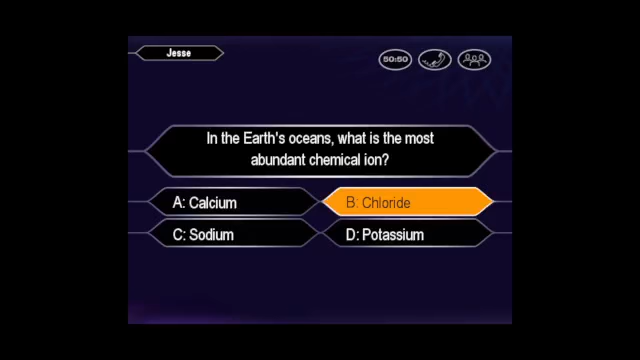 Jesse
50:50
In the Earth's oceans, what is the most
abundant chemical ion?
A: Calcium
B: Chloride
C: Sodium
D: Potassium